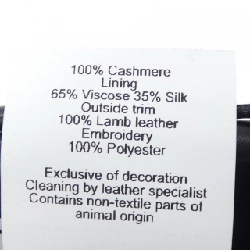 100% Cashmere
Lining
65% Viscose 35% Silk
Outside trim
100% Lamb leather
Embroidery
100% Polyester
Exclusive of decoration
Cleaning by leather specialist
Contains non-textile parts of
animal origin